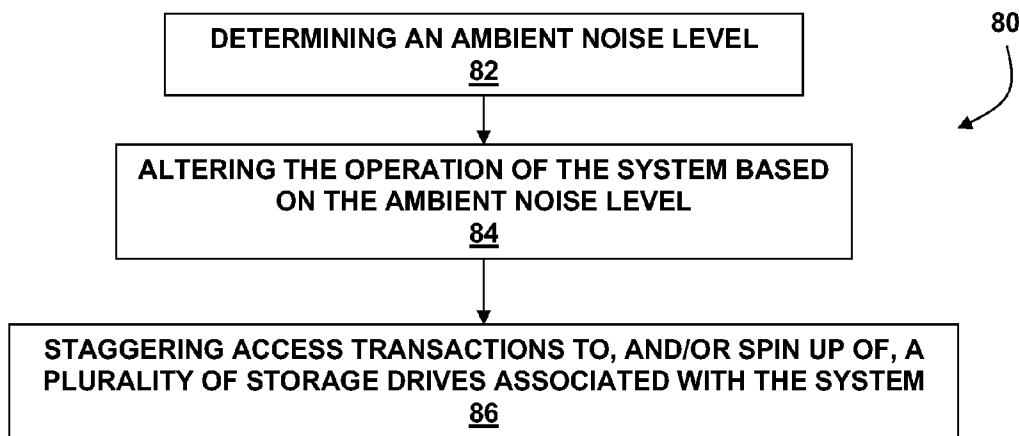 80
DETERMINING AN AMBIENT NOISE LEVEL
82
ALTERING THE OPERATION OF THE SYSTEM BASED
ON THE AMBIENT NOISE LEVEL
84
STAGGERING ACCESS TRANSACTIONS TO, AND/OR SPIN UP OF, A
PLURALITY OF STORAGE DRIVES ASSOCIATED WITH THE SYSTEM
86